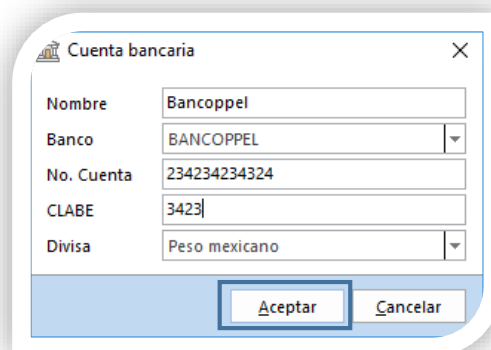 Cuenta bancaria
Nombre Bancoppel
Banco BANCOPPEL
No. Cuenta 234234234324
CLABE 3423
Divisa Peso mexicano
Aceptar Cancelar